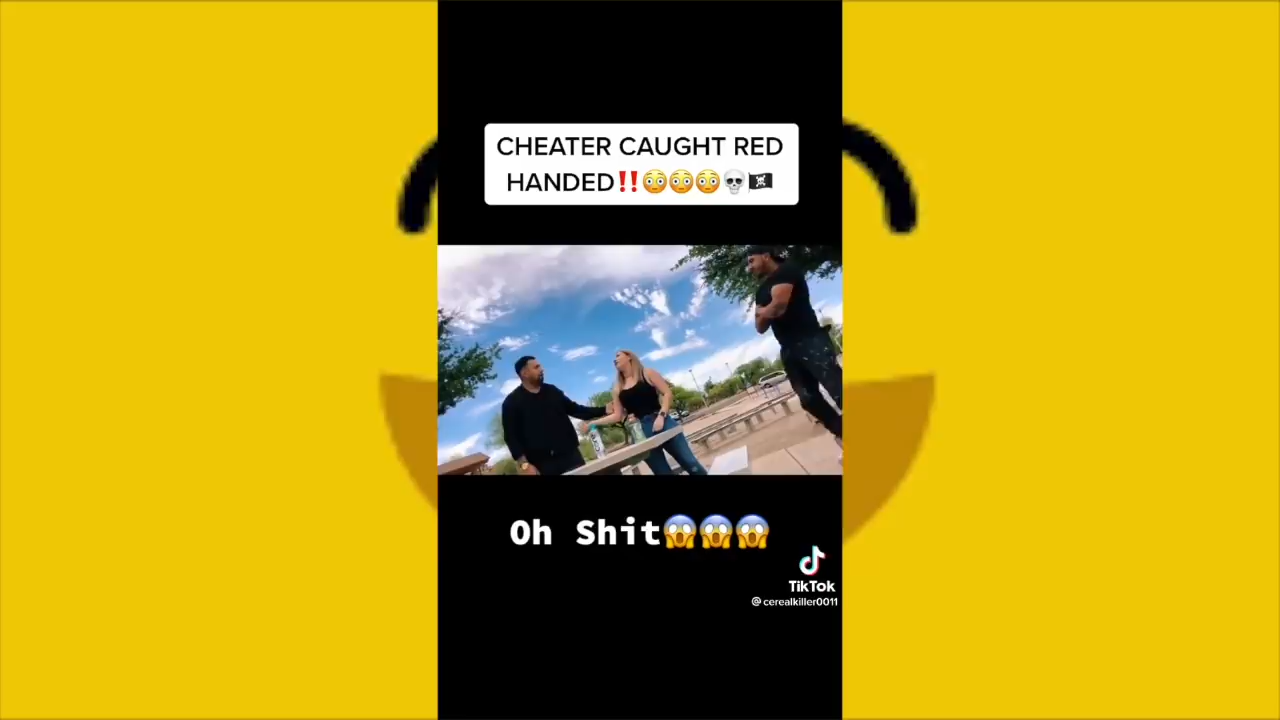 CHEATER CAUGHT RED
HANDED‼️😳😳😳💀🏴‍☠️
Oh Shit😱😱😱
TikTok
@cerealkiller0011